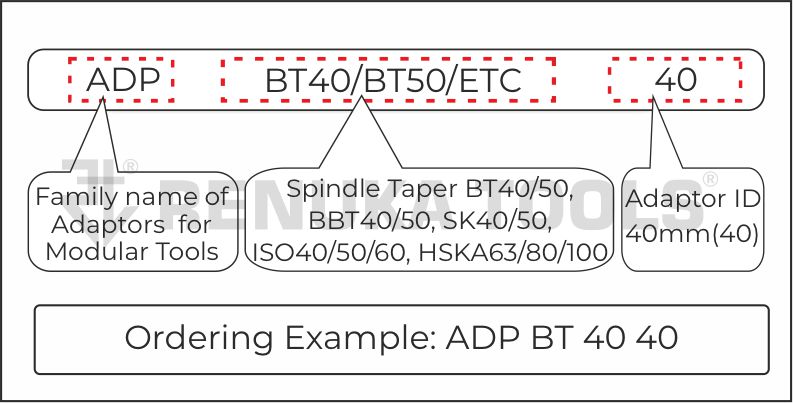 ADP BT40/BT50/ETC 40
Family name of
Adaptors for
Modular Tools
Spindle Taper BT40/50,
BBT40/50, SK40/50,
ISO40/50/60, HSKA63/80/100
Adaptor ID
40mm(40)
® RENUKA TOOLS®
Ordering Example: ADP BT 40 40